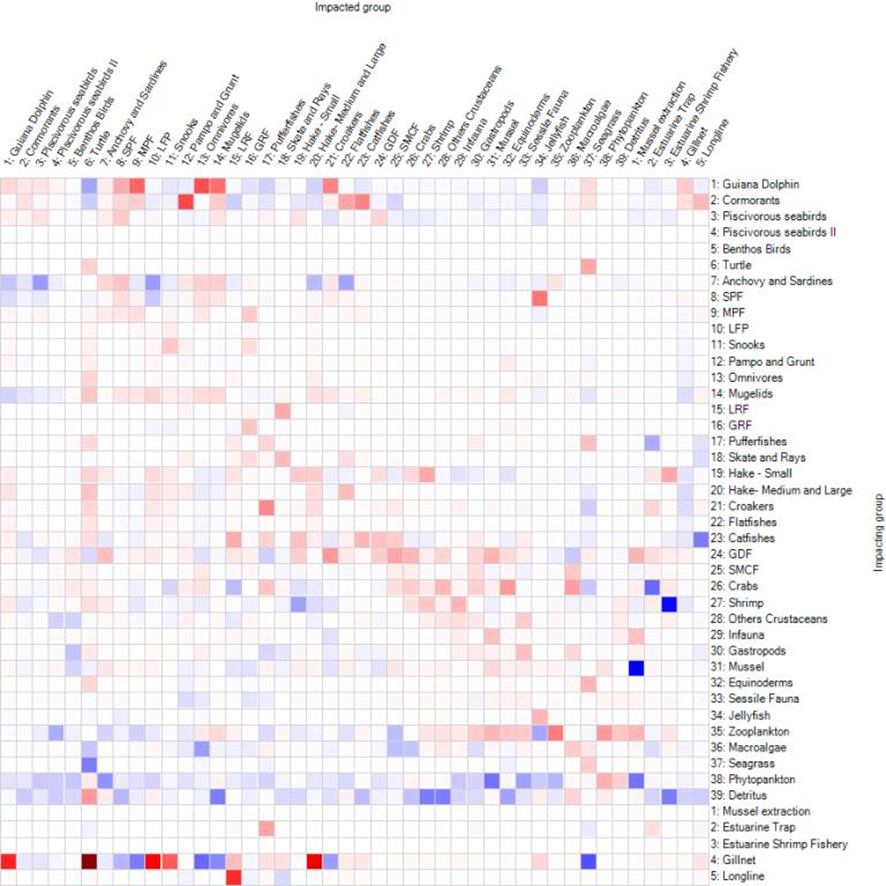 Impacted group
1: Guiana Dolphin
2: Cormorants
3: Piscivorous seabirds
4: Piscivorous seabirds II
5: Benthos Birds
6: Turtle
7: Anchovy and Sardines
8: SPF
9: MPF
10: LFP
11: Snooks
12: Pampo and Grunt
13: Omnivores
14: Mugelids
15: LRF
16: GRF
17: Pufferfishes
18: Skate and Rays
19: Hake - Small
20: Hake- Medium and Large
21: Croakers
22: Flatfishes
23: Catfishes
24: GDF
25: SMCF
26: Crabs
27: Shrimp
28: Others Crustaceans
29: Infauna
30: Gastropods
31: Mussel
32: Equinoderms
33: Sessile Fauna
34: Jellyfish
35: Zooplankton
36: Macroalgae
37: Seagrass
38: Phytopankton
39: Detritus
1: Mussel extraction
2: Estuarine Trap
3: Estuarine Shrimp Fishery
4: Gillnet
5: Longline
1: Guiana Dolphin
2: Cormorants
3: Piscivorous seabirds
4: Piscivorous seabirds II
5: Benthos Birds
6: Turtle
7: Anchovy and Sardines
8: SPF
9: MPF
10: LFP
11: Snooks
12: Pampo and Grunt
13: Omnivores
14: Mugelids
15: LRF
16: GRF
17: Pufferfishes
18: Skate and Rays
19: Hake - Small
20: Hake- Medium and Large
21: Croakers
22: Flatfishes
23: Catfishes
24: GDF
25: SMCF
26: Crabs
27: Shrimp
28: Others Crustaceans
29: Infauna
30: Gastropods
31: Mussel
32: Equinoderms
33: Sessile Fauna
34: Jellyfish
35: Zooplankton
36: Macroalgae
37: Seagrass
38: Phytopankton
39: Detritus
1: Mussel extraction
2: Estuarine Trap
3: Estuarine Shrimp Fishery
4: Gillnet
5: Longline
Impacting group